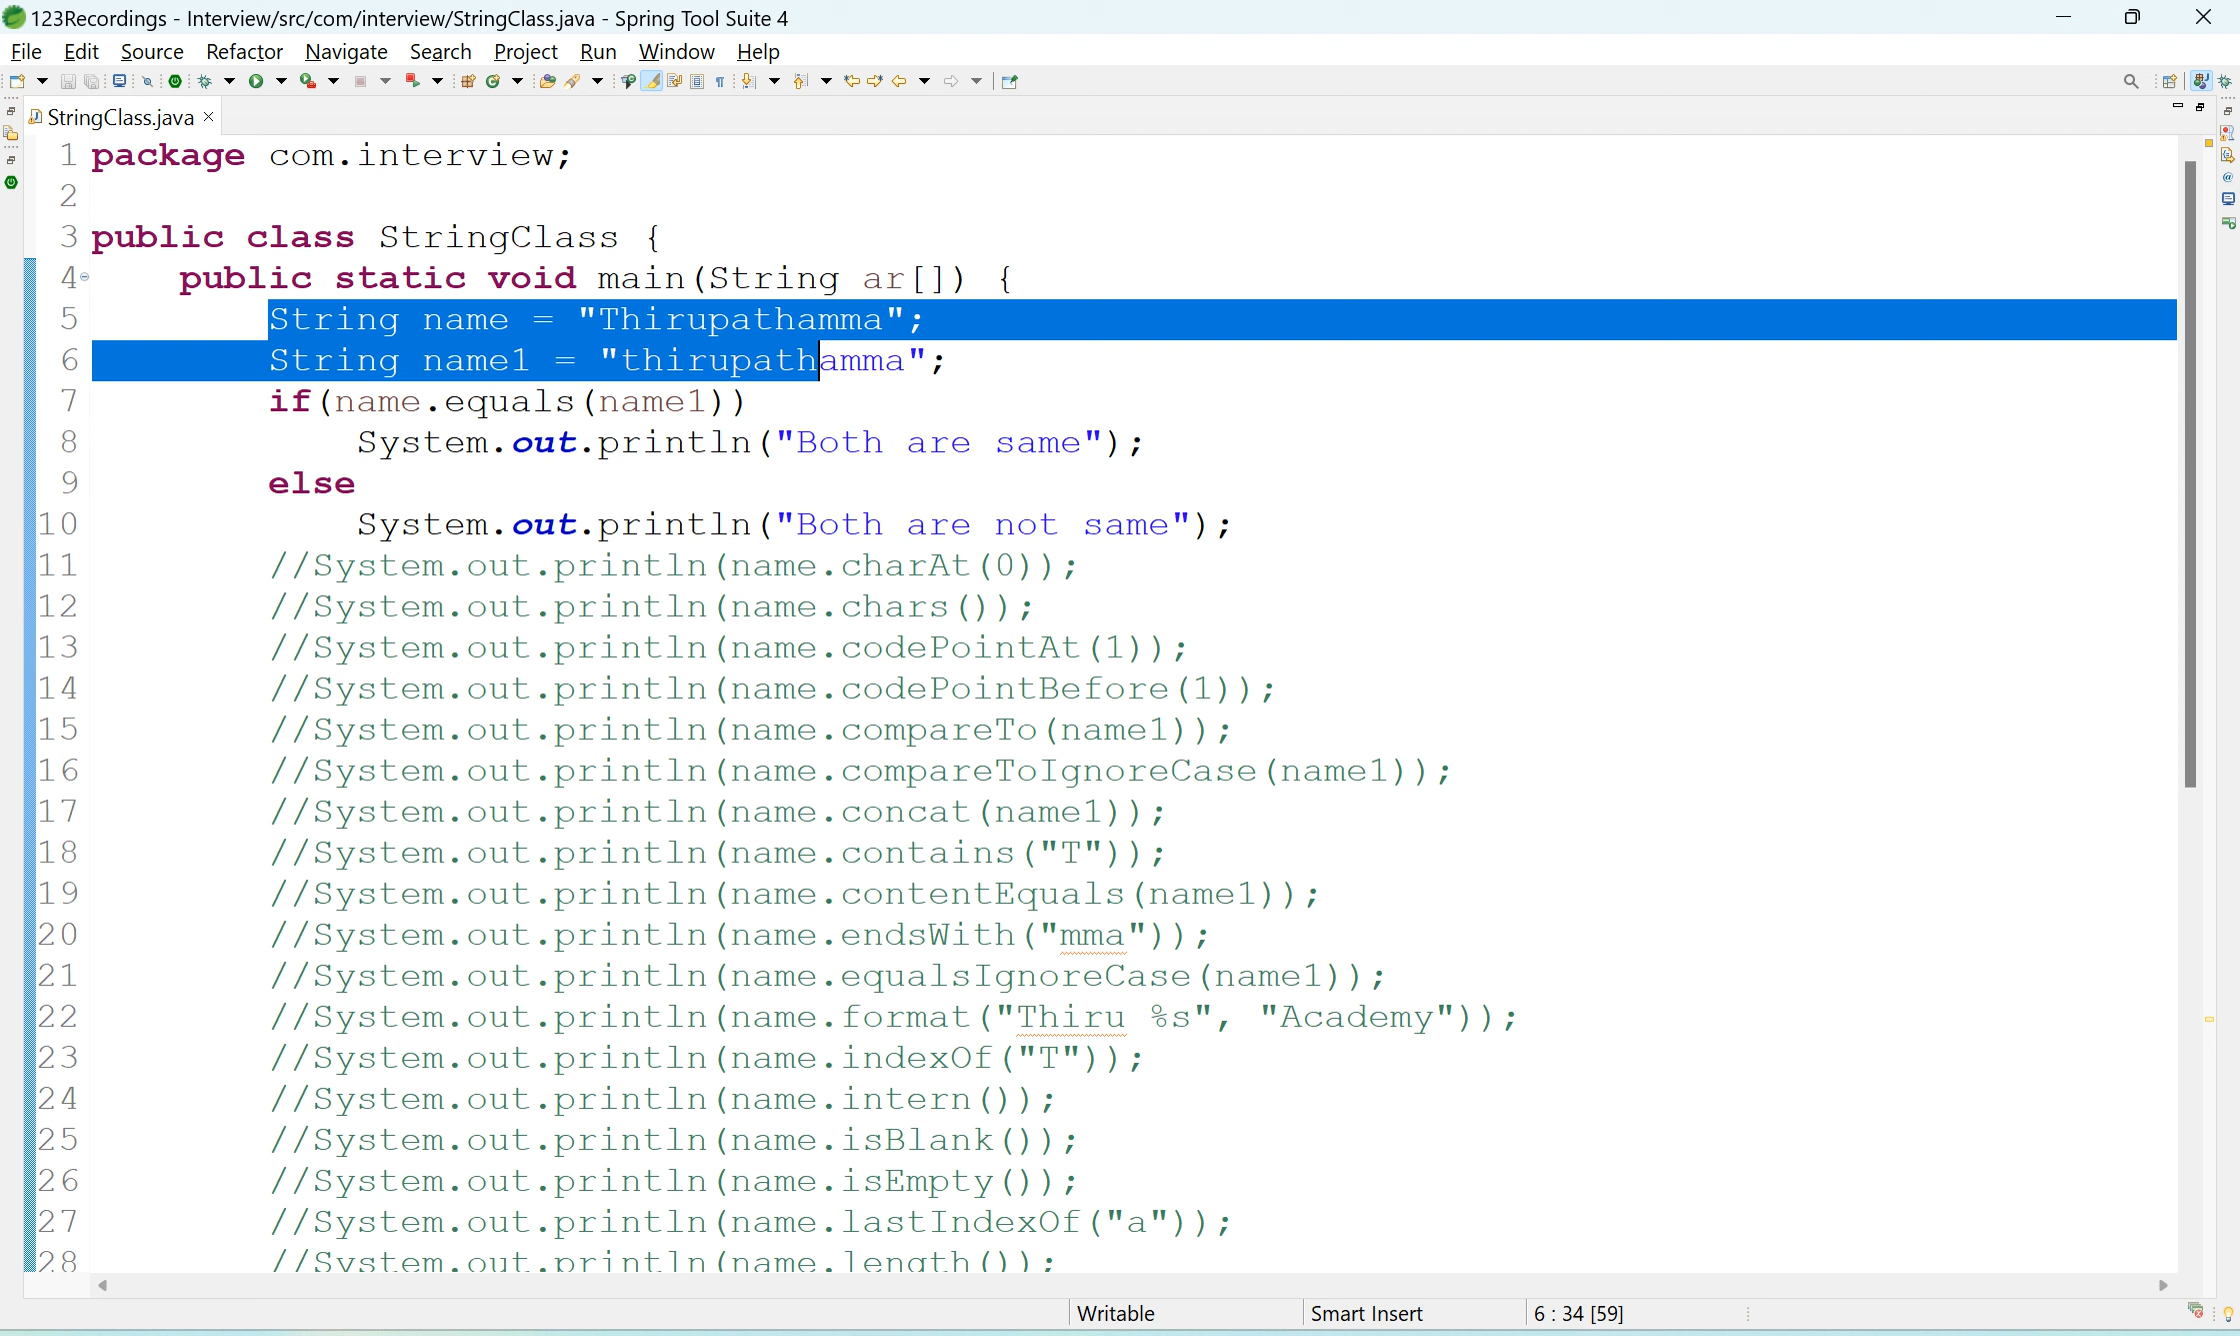 123Recordings - Interview/src/com/interview/StringClass.java - Spring Tool Suite 4
File Edit Source Refactor Navigate Search Project Run Window Help
StringClass.java
1 package com.interview;
2
3 public class StringClass {
4 public static void main(String ar[]) {
5 String name = "Thirupathamma";
6 String name1 = "thirupathamma";
7 if(name.equals(name1))
8 System.out.println("Both are same");
9 else
10 System.out.println("Both are not same");
11 //System.out.println(name.charAt(0));
12 //System.out.println(name.chars());
13 //System.out.println(name.codePointAt(1));
14 //System.out.println(name.codePointBefore(1));
15 //System.out.println(name.compareTo(name1));
16 //System.out.println(name.compareToIgnoreCase(name1));
17 //System.out.println(name.concat(name1));
18 //System.out.println(name.contains("T"));
19 //System.out.println(name.contentEquals(name1));
20 //System.out.println(name.endsWith("mma"));
21 //System.out.println(name.equalsIgnoreCase(name1));
22 //System.out.println(name.format("Thiru %s", "Academy"));
23 //System.out.println(name.indexOf("T"));
24 //System.out.println(name.intern());
25 //System.out.println(name.isBlank());
26 //System.out.println(name.isEmpty());
27 //System.out.println(name.lastIndexOf("a"));
28 //System.out.println(name.length());
Writable Smart Insert 6 : 34 [59]